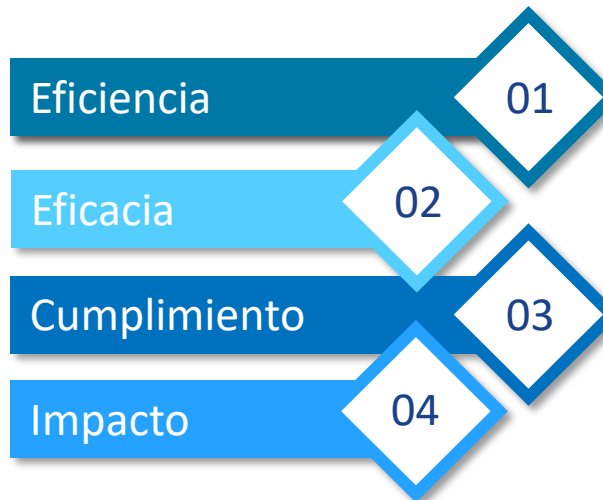 Eficiencia
01
Eficacia
02
Cumplimiento
03
Impacto
04